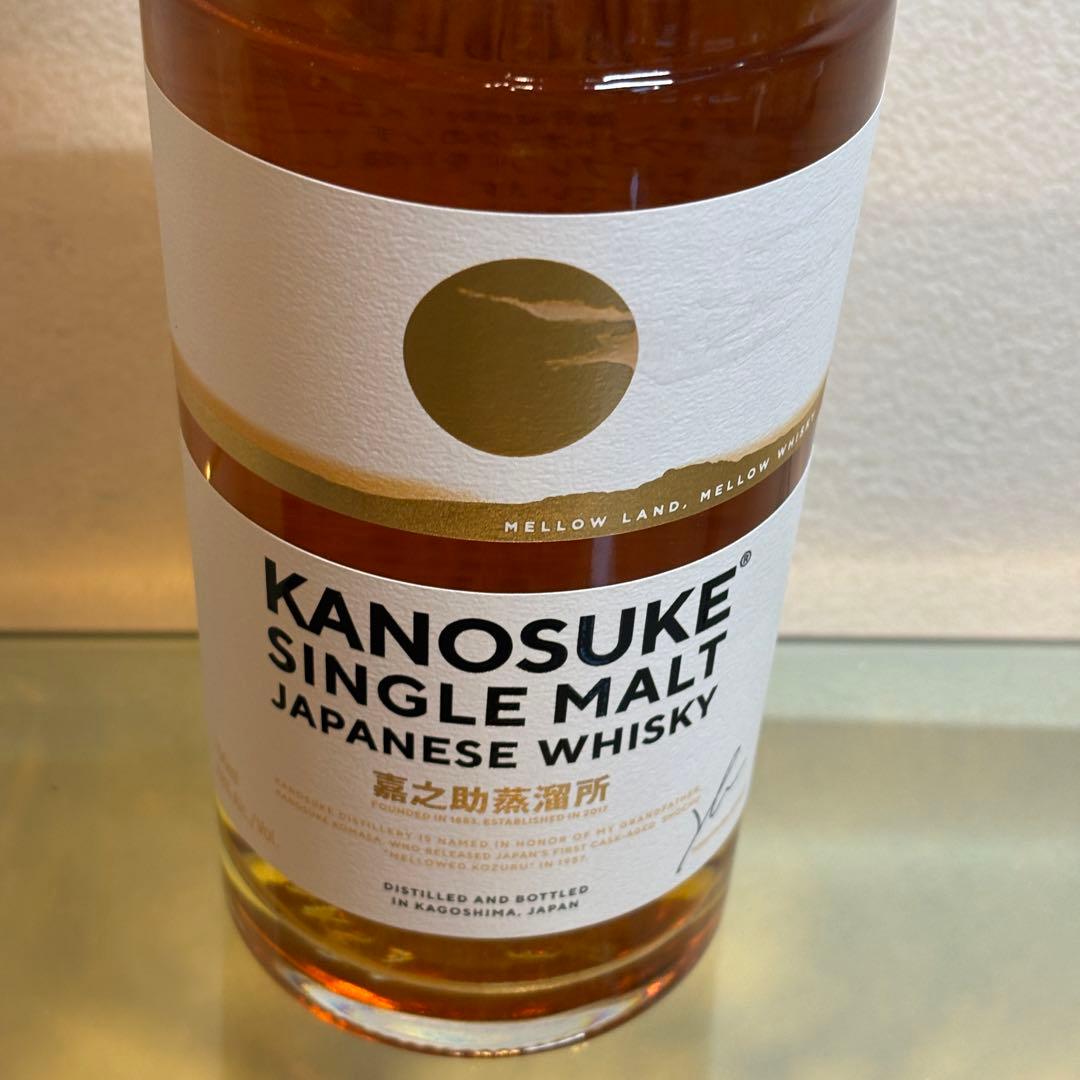 MELLOW LAND, MELLOW WHISKY
KANOSUKE®
SINGLE MALT
JAPANESE WHISKY
嘉之助蒸溜所
FOUNDED IN 1883. ESTABLISHED IN 2017
KANOSUKE DISTILLERY IS NAMED IN HONOR OF MY GRANDFATHER,
KANOSUKE KOMASA, WHO RELEASED JAPAN'S FIRST CASK-AGED SHOCHU
"MELLOWED KOZURU" IN 1957.
DISTILLED AND BOTTLED
IN KAGOSHIMA, JAPAN